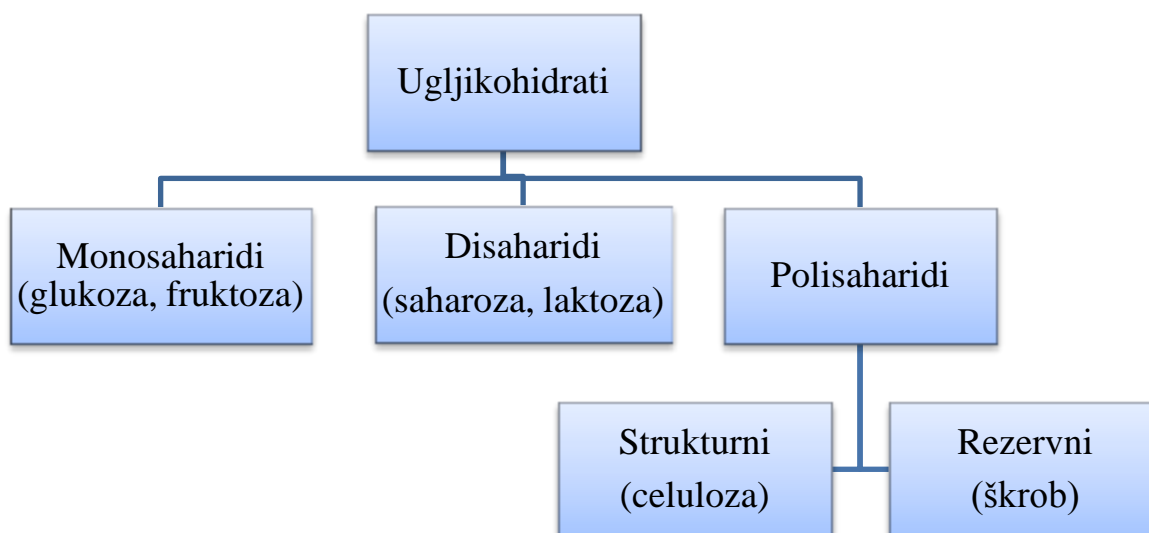 Ugljikohidrati
Monosaharidi
(glukoza, fruktoza)
Disaharidi
(saharoza, laktoza)
Polisaharidi
Strukturni
(celuloza)
Rezervni
(škrob)